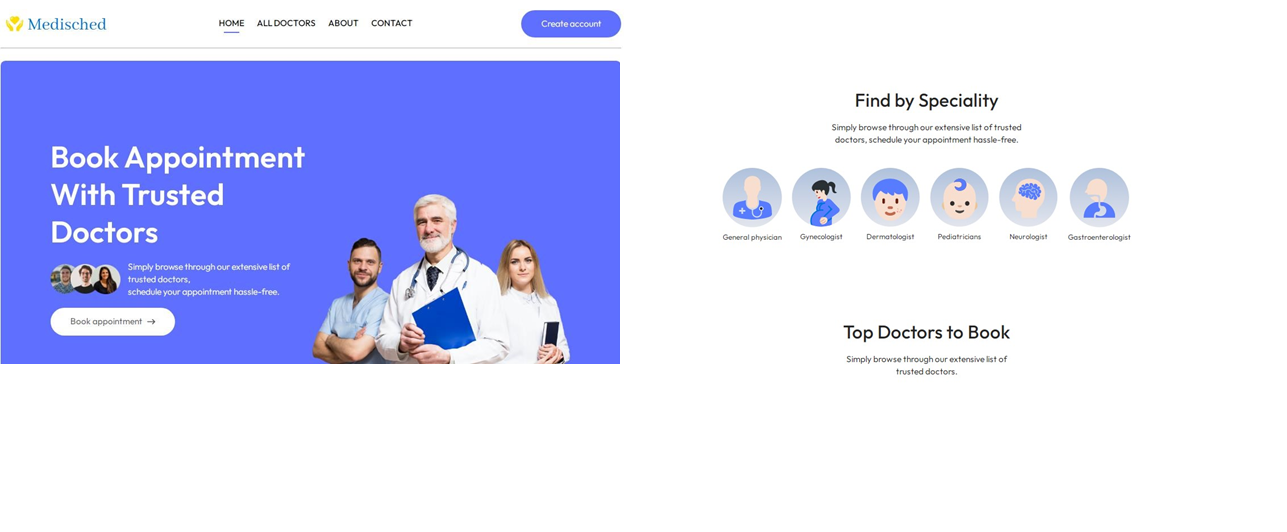 Medisched
HOME
ALL DOCTORS
ABOUT
CONTACT
Create account
Book Appointment
With Trusted
Doctors
Simply browse through our extensive list of
trusted doctors,
schedule your appointment hassle-free.
Book appointment →
Find by Speciality
Simply browse through our extensive list of trusted
doctors, schedule your appointment hassle-free.
General physician
Gynecologist
Dermatologist
Pediatricians
Neurologist
Gastroenterologist
Top Doctors to Book
Simply browse through our extensive list of
trusted doctors.